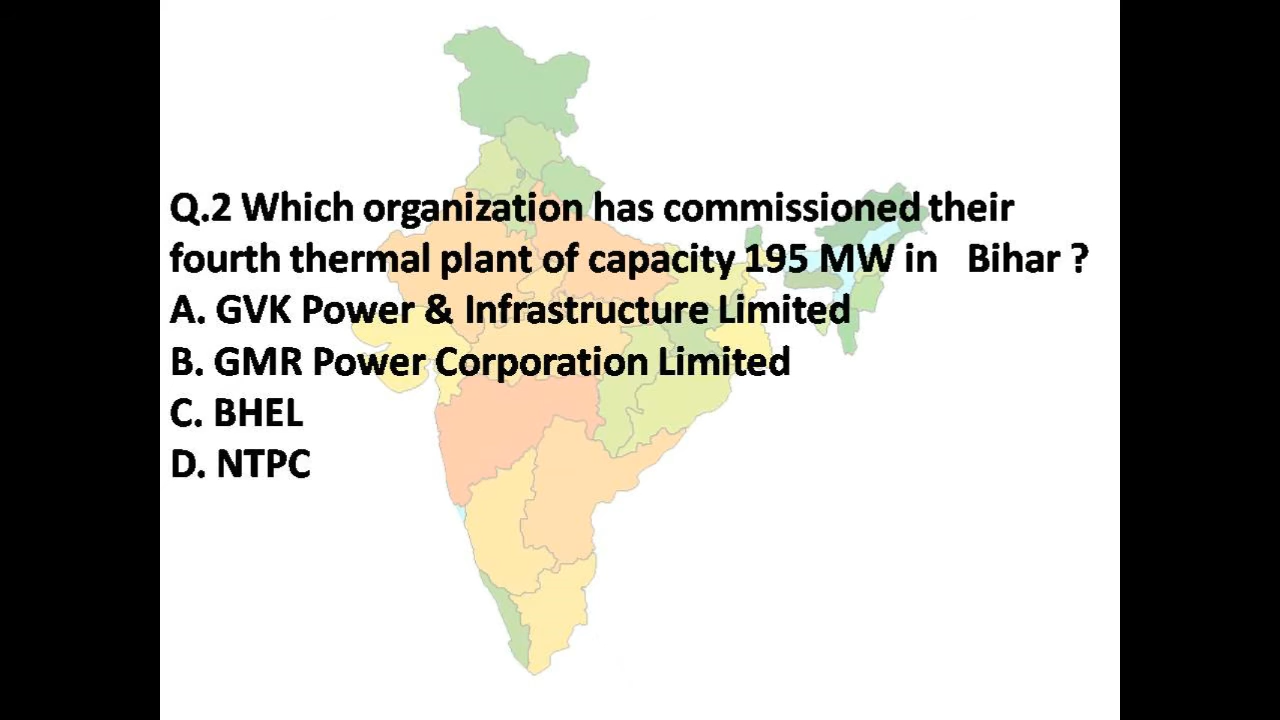 Q.2 Which organization has commissioned their
fourth thermal plant of capacity 195 MW in   Bihar ?
A. GVK Power & Infrastructure Limited
B. GMR Power Corporation Limited
C. BHEL
D. NTPC